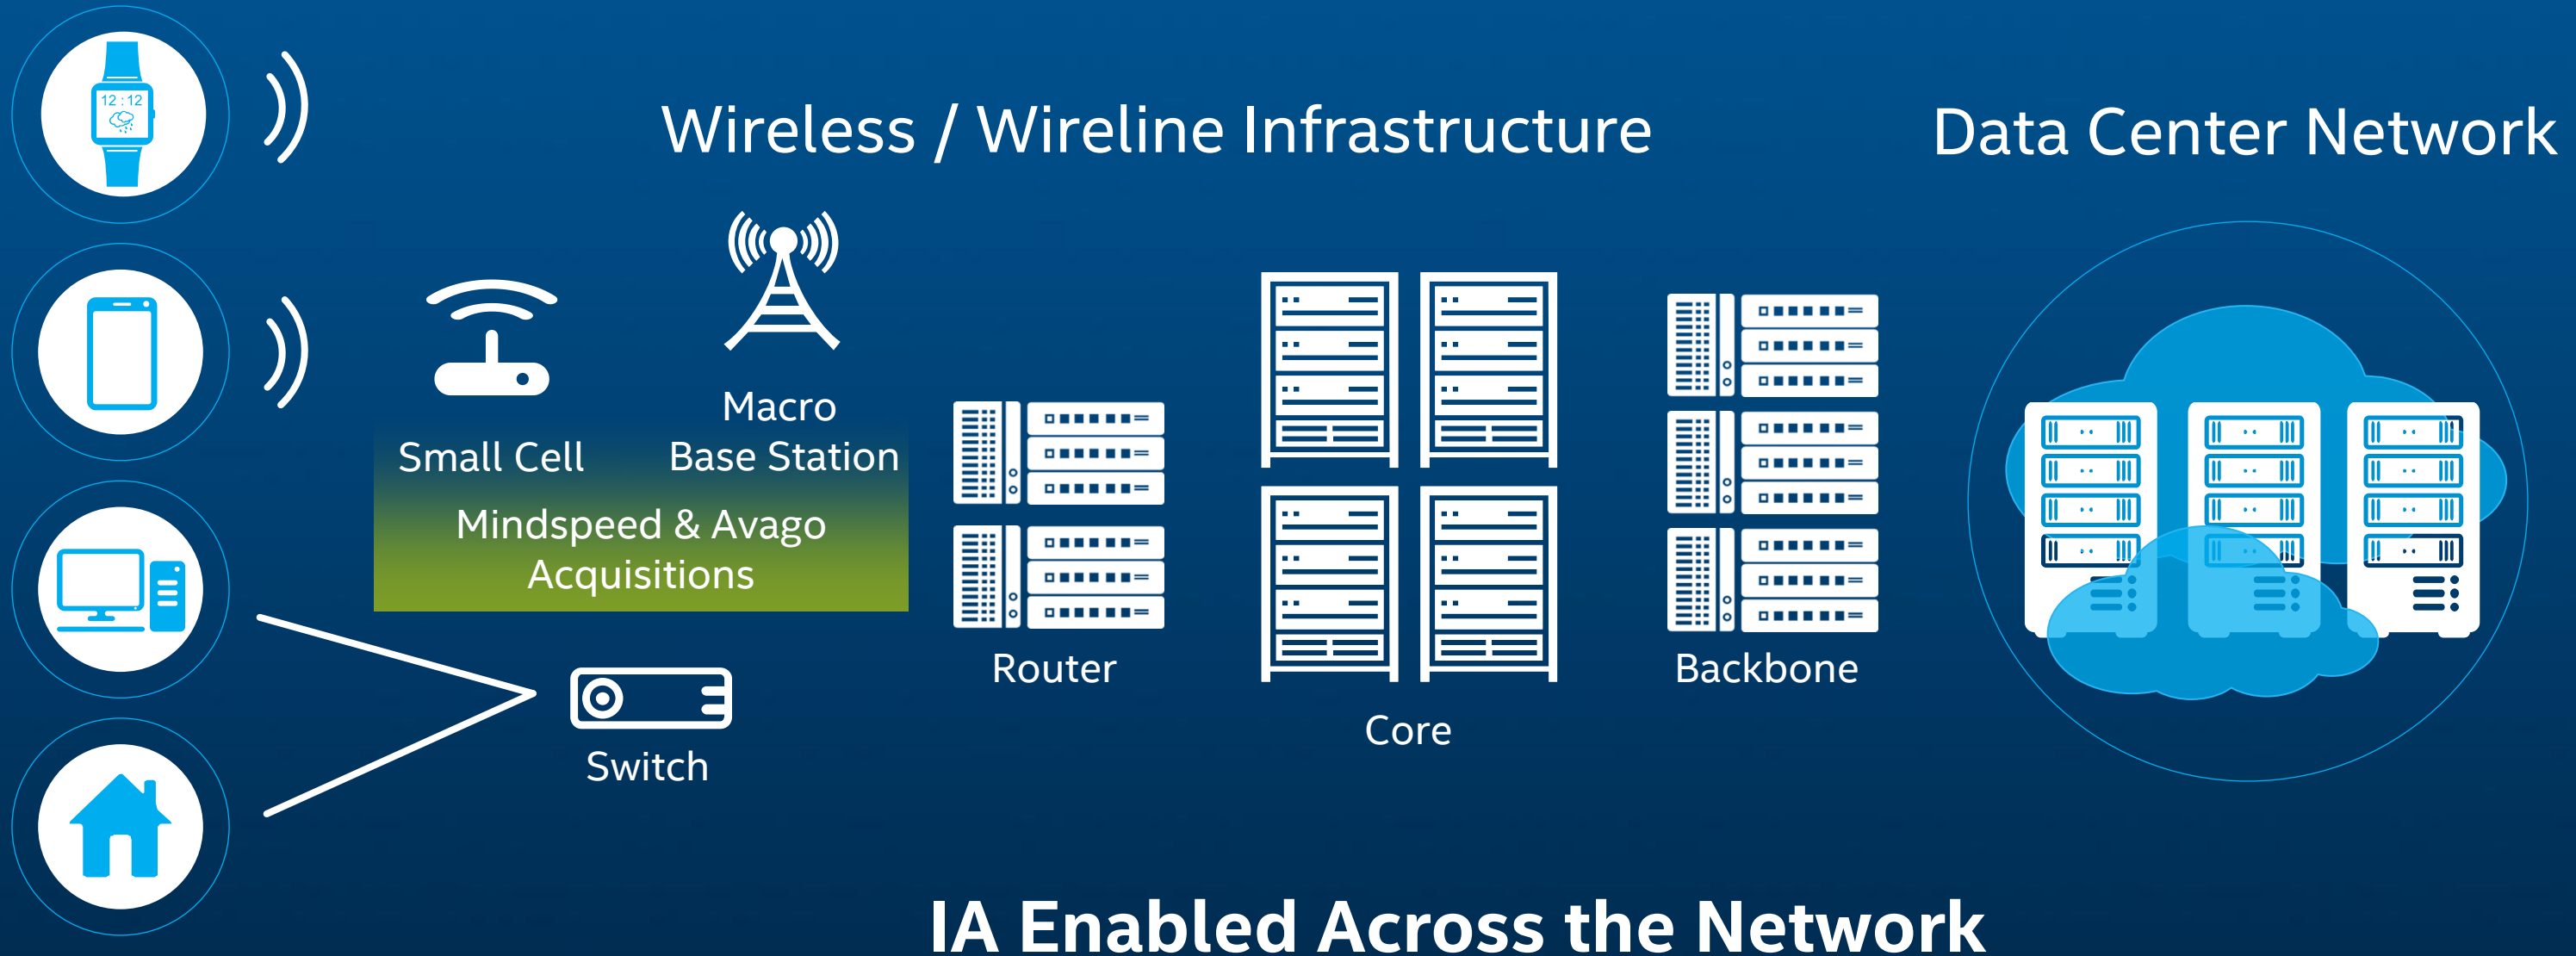 12 : 12
Wireless / Wireline Infrastructure
Data Center Network
Small Cell
Macro
Base Station
Mindspeed & Avago
Acquisitions
Router
Core
Backbone
Switch
IA Enabled Across the Network